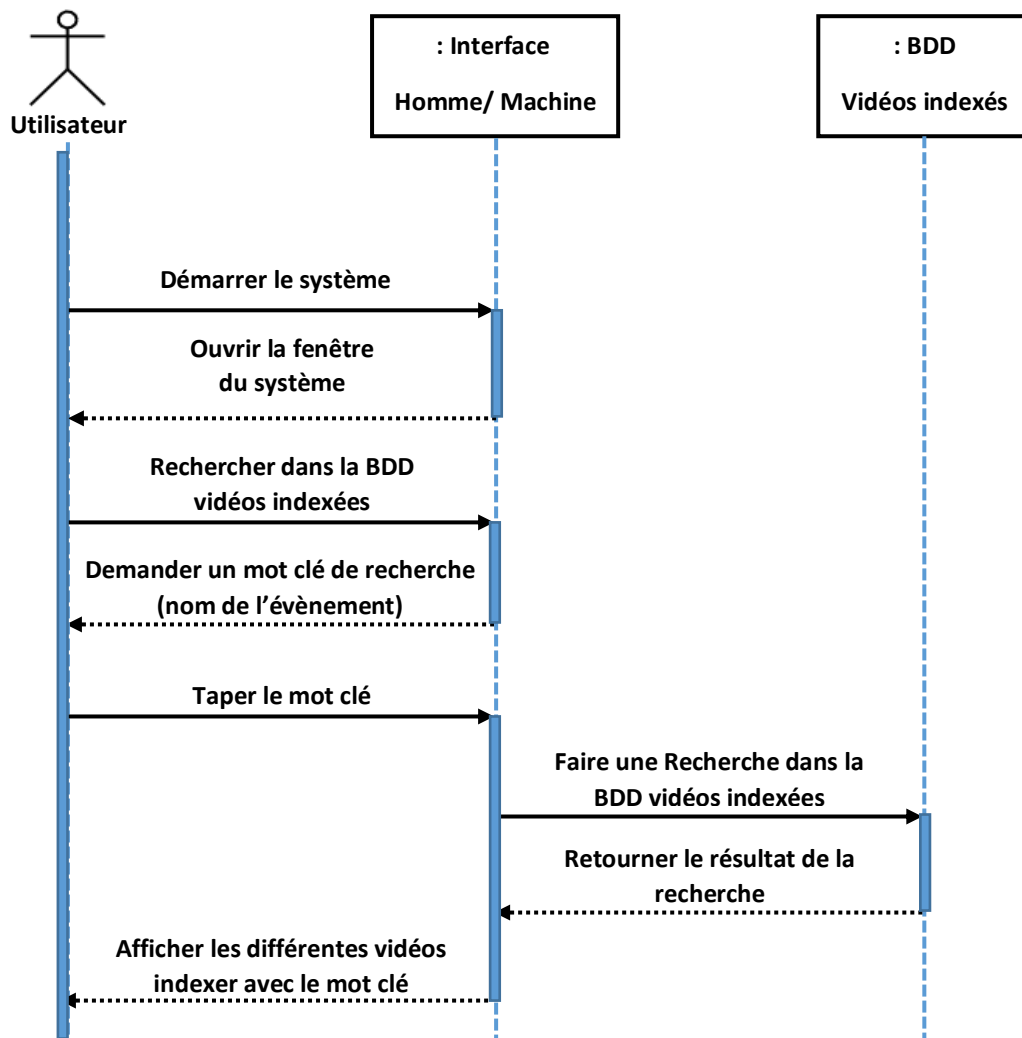 : Interface
Homme/ Machine
: BDD
Vidéos indexés
Utilisateur
Démarrer le système
Ouvrir la fenêtre
du système
Rechercher dans la BDD
vidéos indexées
Demander un mot clé de recherche
(nom de l’évènement)
Taper le mot clé
Faire une Recherche dans la
BDD vidéos indexées
Retourner le résultat de la
recherche
Afficher les différentes vidéos
indexer avec le mot clé